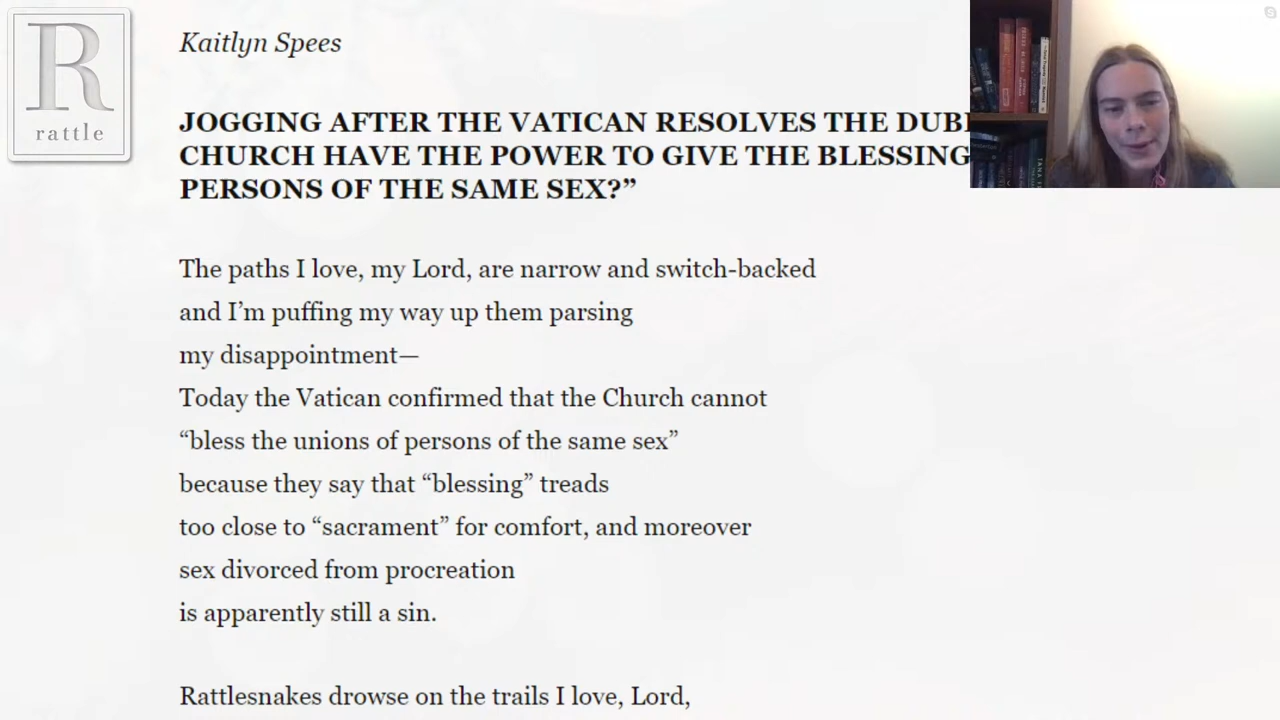 R
rattle
Kaitlyn Spees
JOGGING AFTER THE VATICAN RESOLVES THE
CHURCH HAVE THE POWER TO GIVE THE BLESSING
PERSONS OF THE SAME SEX?”
The paths I love, my Lord, are narrow and switch-backed
and I’m puffing my way up them parsing
my disappointment—
Today the Vatican confirmed that the Church cannot
“bless the unions of persons of the same sex”
because they say that “blessing” treads
too close to “sacrament” for comfort, and moreover
sex divorced from procreation
is apparently still a sin.
Rattlesnakes drowse on the trails I love, Lord,